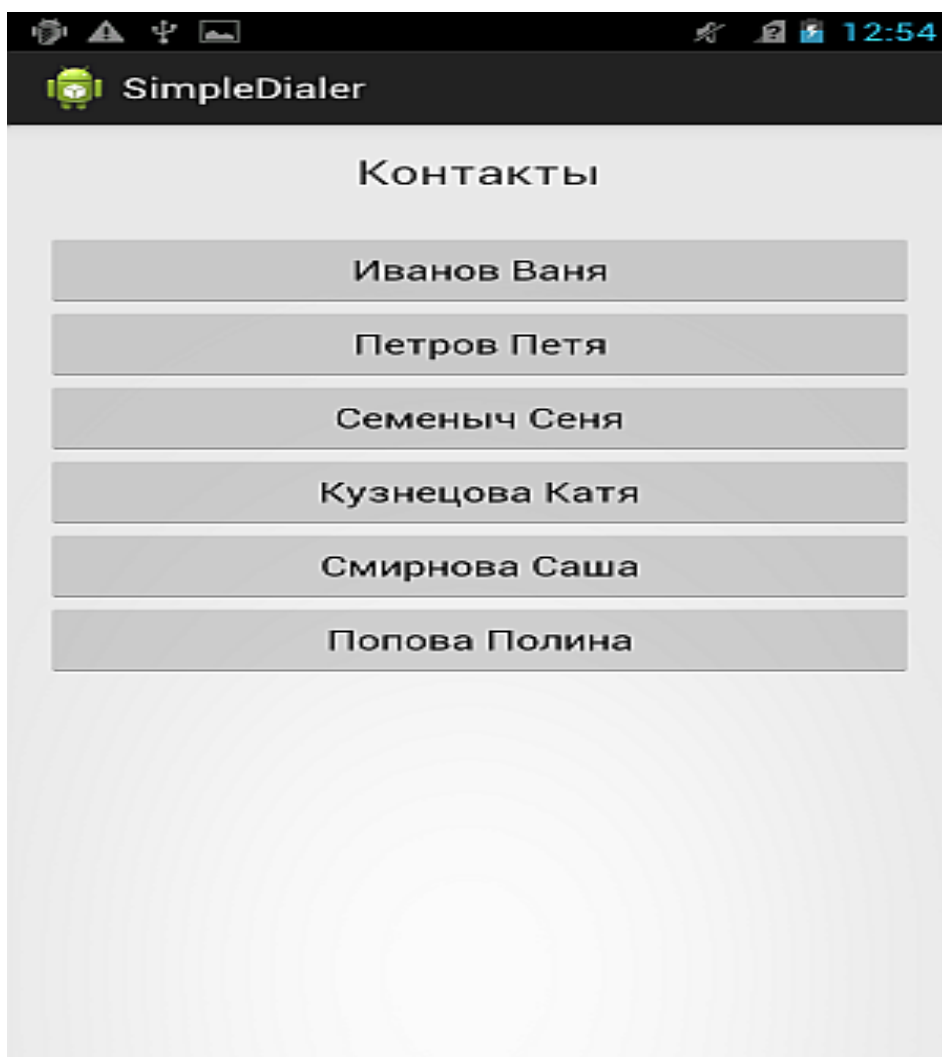 12:54
SimpleDialer
Контакты
Иванов Ваня
Петров Петя
Семеныч Сеня
Кузнецова Катя
Смирнова Саша
Попова Полина